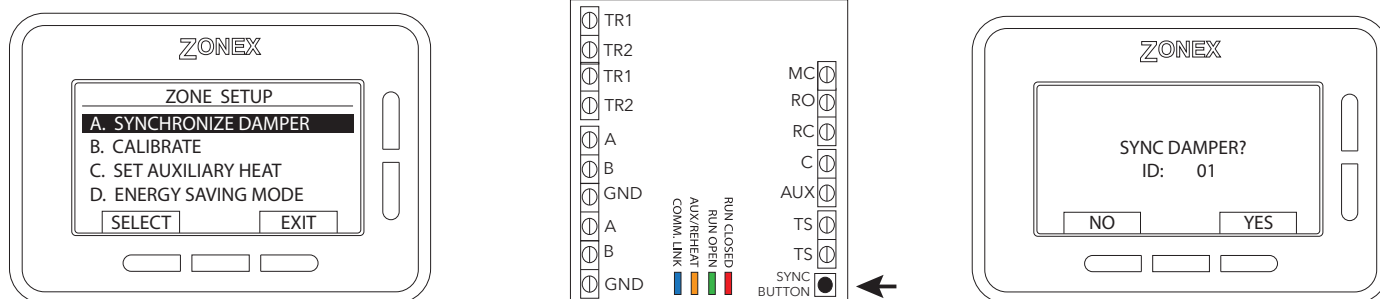 ZONEX
ZONE SETUP
A. SYNCHRONIZE DAMPER
B. CALIBRATE
C. SET AUXILIARY HEAT
D. ENERGY SAVING MODE
SELECT EXIT
TR1
TR2
TR1
TR2
A
B
GND
A
B
GND
COMM. LINK
AUX/REHEAT
RUN OPEN
RUN CLOSED
MC
RO
RC
C
AUX
TS
TS
SYNC
BUTTON
ZONEX
SYNC DAMPER?
ID: 01
NO YES